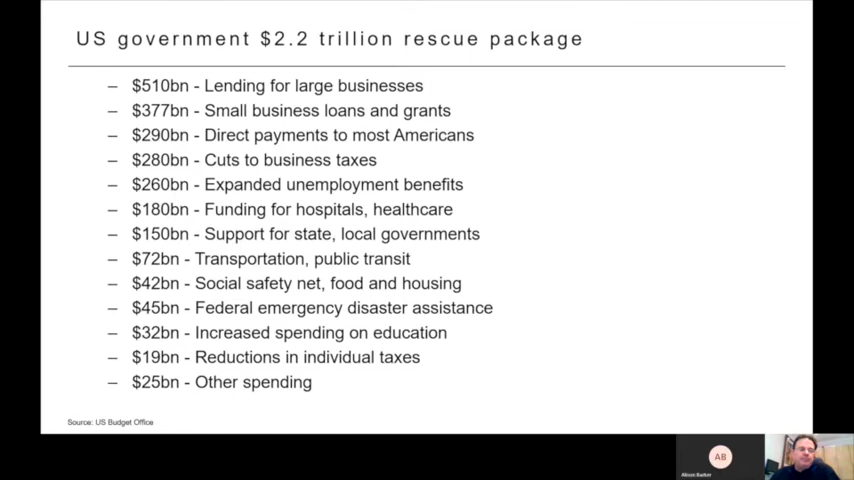 US government $2.2 trillion rescue package
– $510bn - Lending for large businesses
– $377bn - Small business loans and grants
– $290bn - Direct payments to most Americans
– $280bn - Cuts to business taxes
– $260bn - Expanded unemployment benefits
– $180bn - Funding for hospitals, healthcare
– $150bn - Support for state, local governments
– $72bn - Transportation, public transit
– $42bn - Social safety net, food and housing
– $45bn - Federal emergency disaster assistance
– $32bn - Increased spending on education
– $19bn - Reductions in individual taxes
– $25bn - Other spending
Source: US Budget Office
AB
Alison